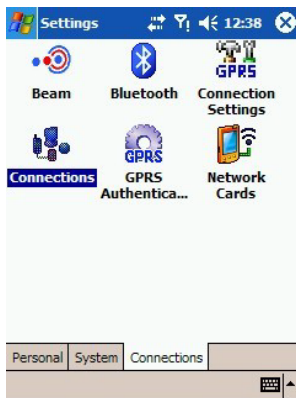 Settings 12:38
GPRS
Beam Bluetooth Connection
Settings
GPRS
Connections GPRS Network
Authentica... Cards
Personal System Connections